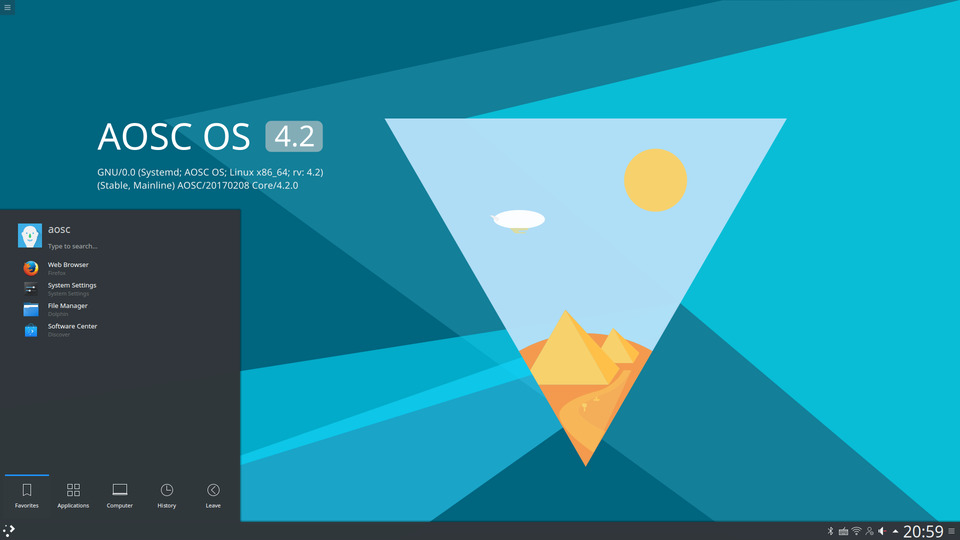 AOSC OS 4.2
GNU/0.0 (Systemd; AOSC OS; Linux x86_64; rv: 4.2)
(Stable, Mainline) AOSC/20170208 Core/4.2.0
aosc
Type to search...
Web Browser
Firefox
System Settings
System Settings
File Manager
Dolphin
Software Center
Discover
Favorites Applications Computer History Leave
20:59